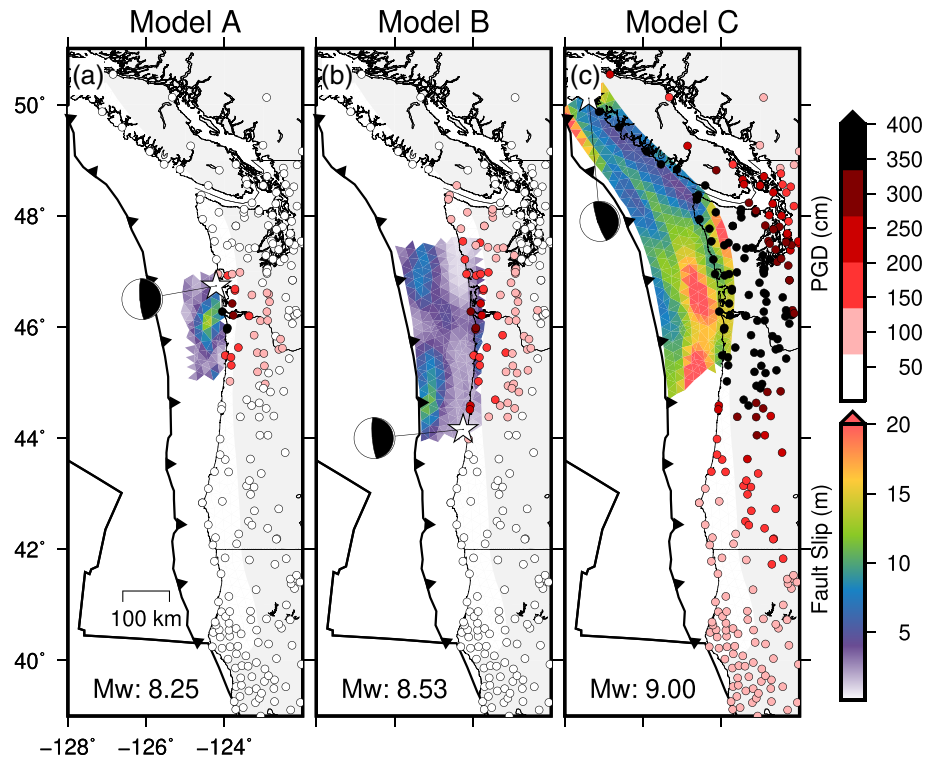 Model A
Model B
Model C
(a)
(b)
(c)
50˚
48˚
46˚
44˚
42˚
40˚
100 km
Mw: 8.25
Mw: 8.53
Mw: 9.00
−128˚
−126˚
−124˚
400
350
300
250
200
150
100
50
PGD (cm)
20
15
10
5
Fault Slip (m)